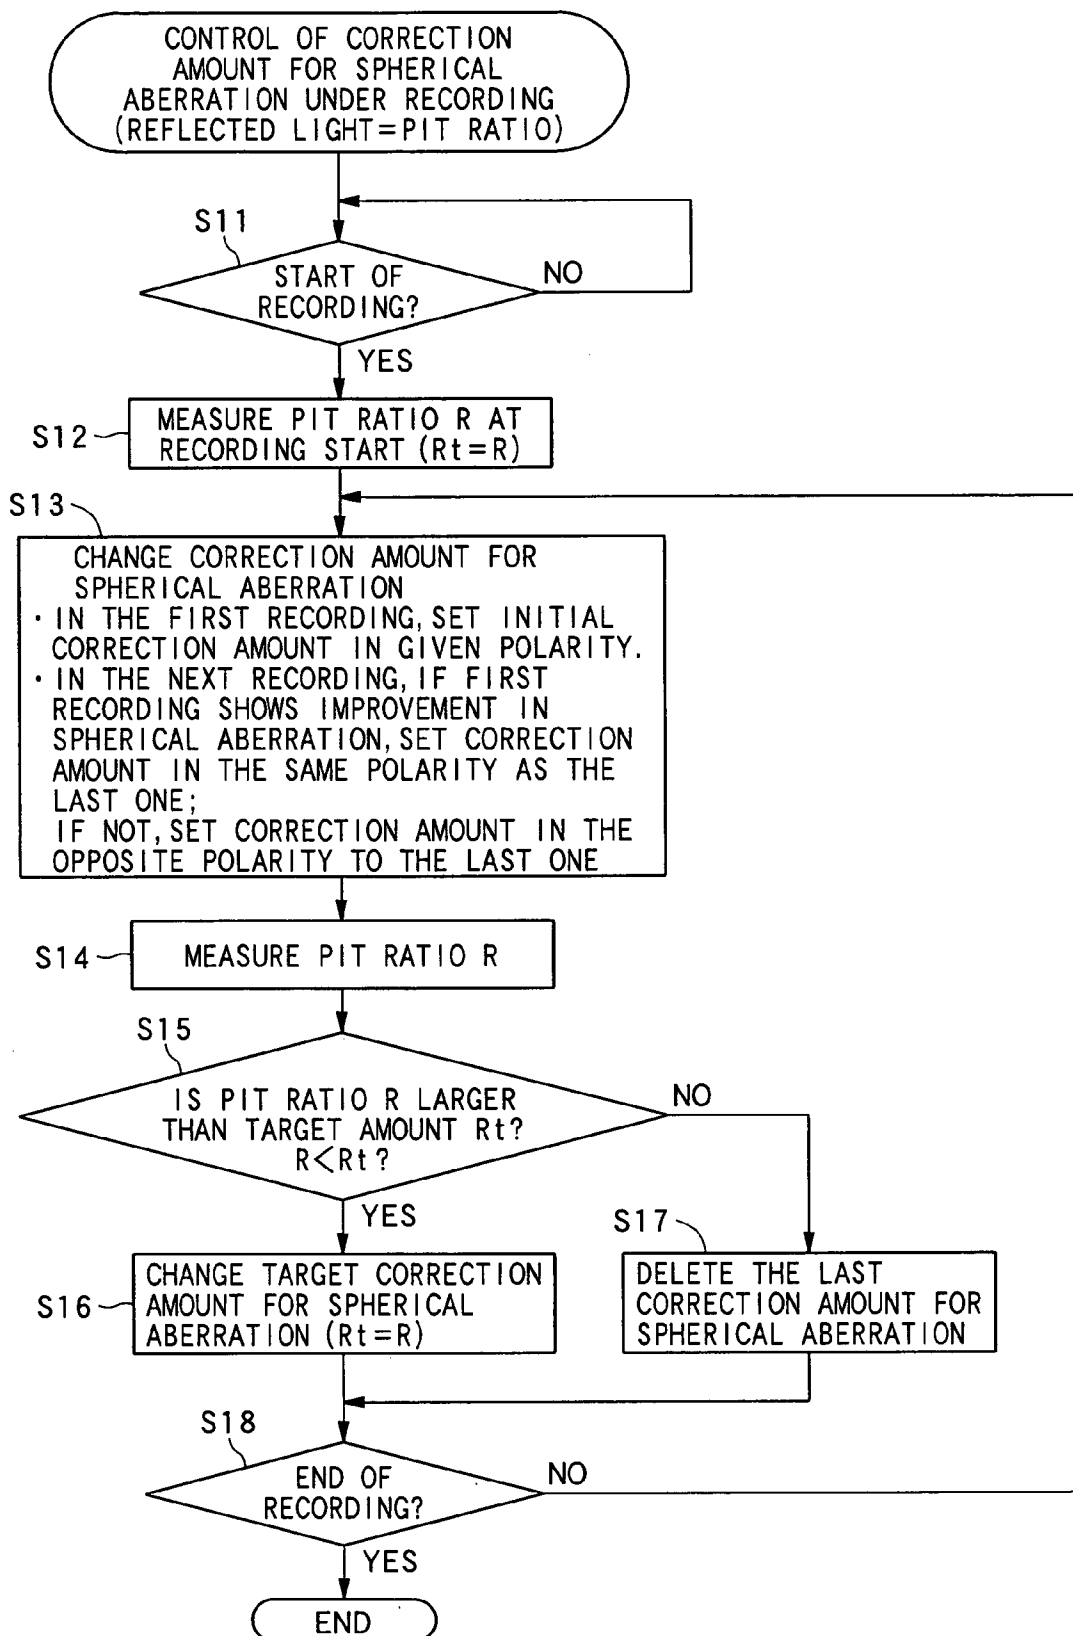 CONTROL OF CORRECTION
AMOUNT FOR SPHERICAL
ABERRATION UNDER RECORDING
(REFLECTED LIGHT=PIT RATIO)
S11
START OF
RECORDING?
NO
YES
S12
MEASURE PIT RATIO R AT
RECORDING START (Rt=R)
S13
CHANGE CORRECTION AMOUNT FOR
SPHERICAL ABERRATION
・IN THE FIRST RECORDING, SET INITIAL
CORRECTION AMOUNT IN GIVEN POLARITY.
・IN THE NEXT RECORDING, IF FIRST
RECORDING SHOWS IMPROVEMENT IN
SPHERICAL ABERRATION, SET CORRECTION
AMOUNT IN THE SAME POLARITY AS THE
LAST ONE;
IF NOT, SET CORRECTION AMOUNT IN THE
OPPOSITE POLARITY TO THE LAST ONE
S14
MEASURE PIT RATIO R
S15
IS PIT RATIO R LARGER
THAN TARGET AMOUNT Rt?
R<Rt?
NO
YES
S16
CHANGE TARGET CORRECTION
AMOUNT FOR SPHERICAL
ABERRATION (Rt=R)
S17
DELETE THE LAST
CORRECTION AMOUNT FOR
SPHERICAL ABERRATION
S18
END OF
RECORDING?
NO
YES
END